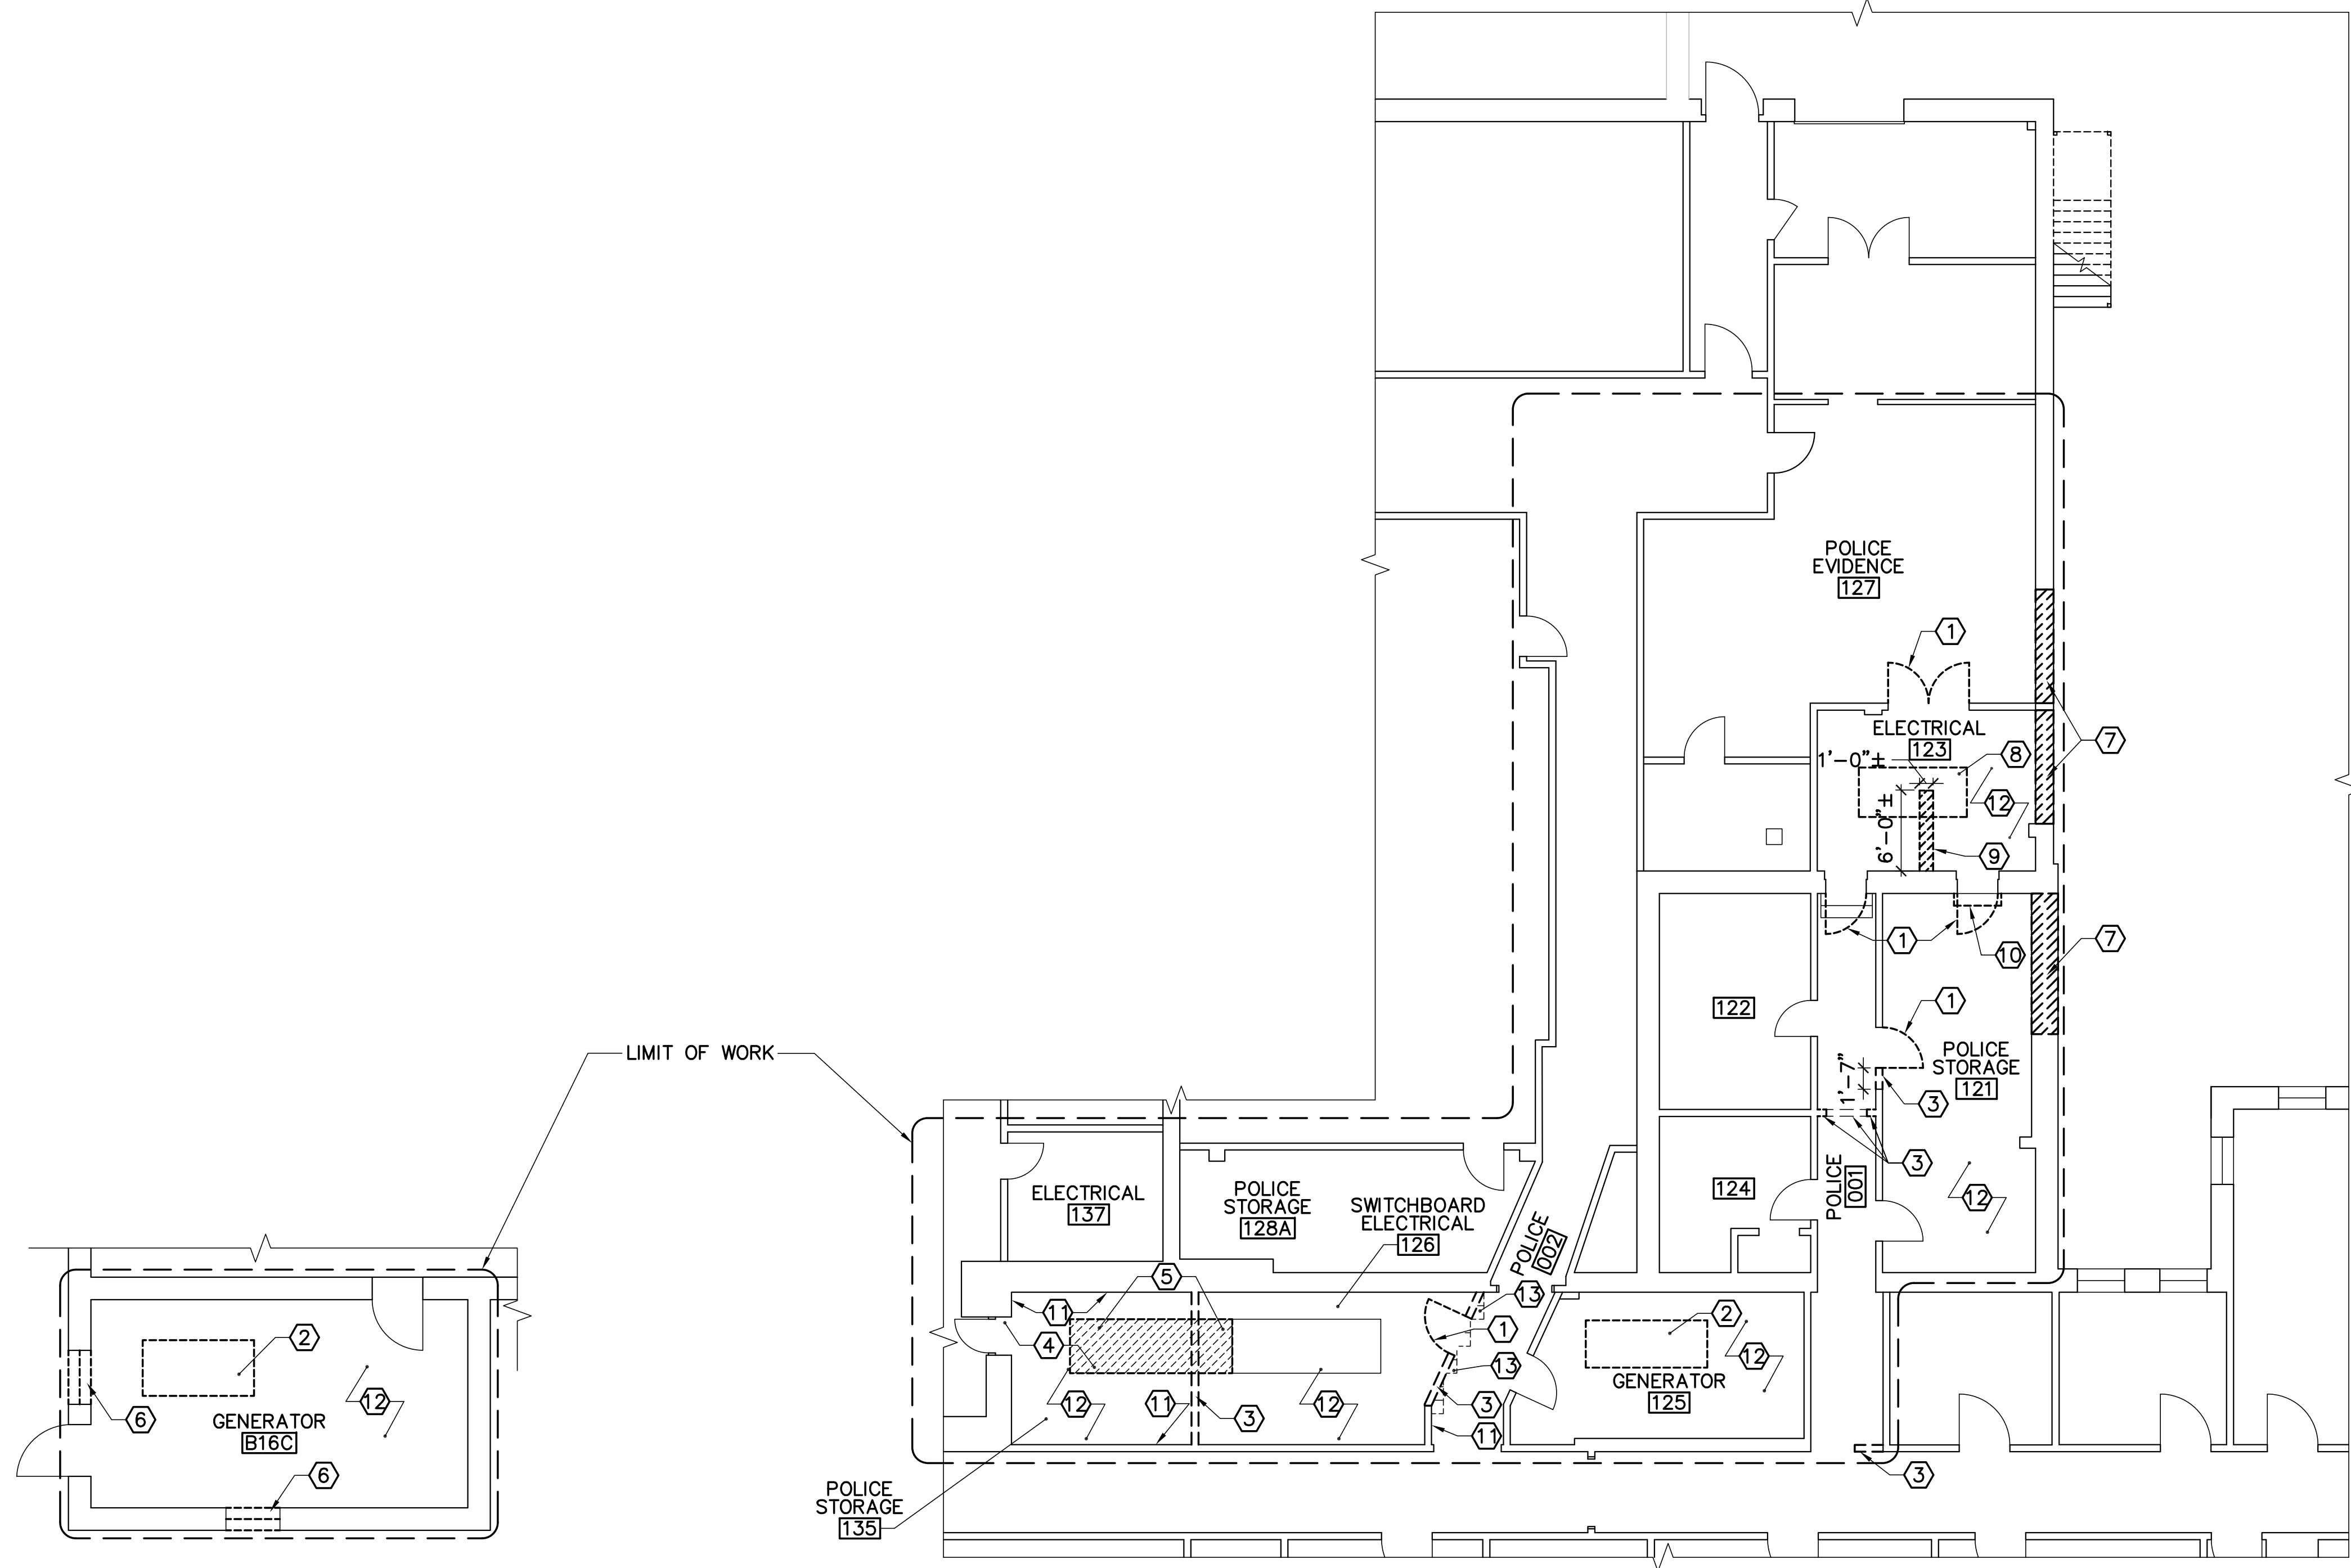 POLICE
EVIDENCE
127
1
ELECTRICAL
123
7
8
1'-0"±
12
6'-0"±
9
1
10
7
122
1
POLICE
STORAGE
121
1'-7"
3
3
124
POLICE
001
12
LIMIT OF WORK
ELECTRICAL
137
POLICE
STORAGE
128A
SWITCHBOARD
ELECTRICAL
126
POLICE
002
5
13
11
4
1
13
2
12
GENERATOR
125
12
11
3
12
3
11
3
POLICE
STORAGE
135
2
12
GENERATOR
B16C
6
6